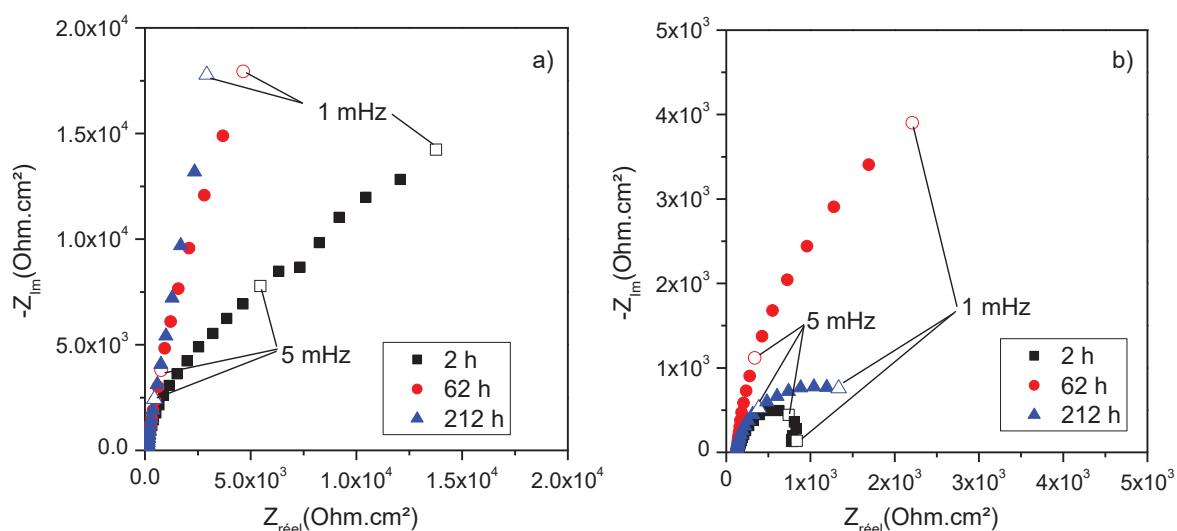 a)
2.0x10⁴
1.5x10⁴
1.0x10⁴
5.0x10³
0.0
-Z_Im(Ohm.cm²)
1 mHz
5 mHz
2 h
62 h
212 h
0.0 5.0x10³ 1.0x10⁴ 1.5x10⁴ 2.0x10⁴
Z_réel(Ohm.cm²)
b)
5x10³
4x10³
3x10³
2x10³
1x10³
0
-Z_Im(Ohm.cm²)
5 mHz
1 mHz
2 h
62 h
212 h
0 1x10³ 2x10³ 3x10³ 4x10³ 5x10³
Z_réel(Ohm.cm²)